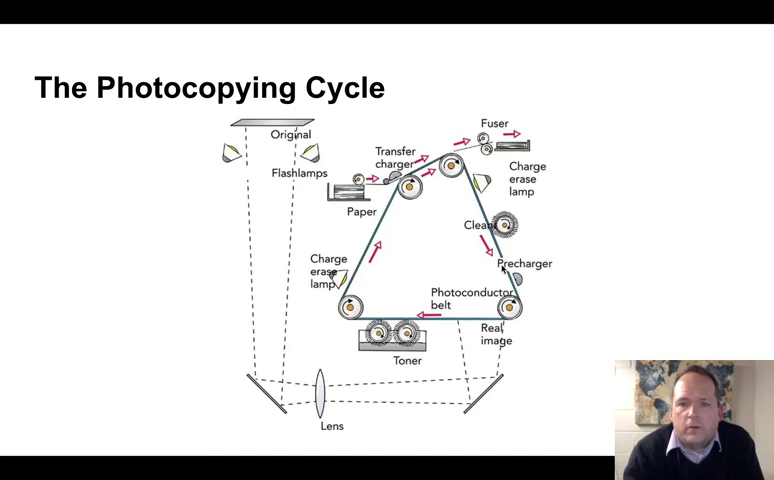 The Photocopying Cycle
Original
Flashlamps
Transfer
charger
Fuser
Charge
erase
lamp
Paper
Clean
Precharger
Charge
erase
lamp
Photoconductor
belt
Real
image
Toner
Lens